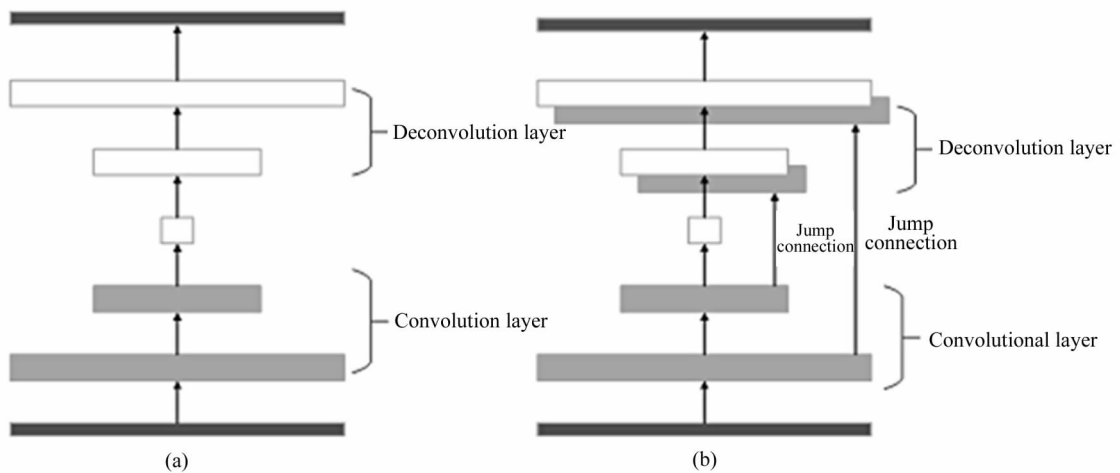 Deconvolution layer
Convolution layer
(a)
Deconvolution layer
Jump
connection
Jump
connection
Convolutional layer
(b)